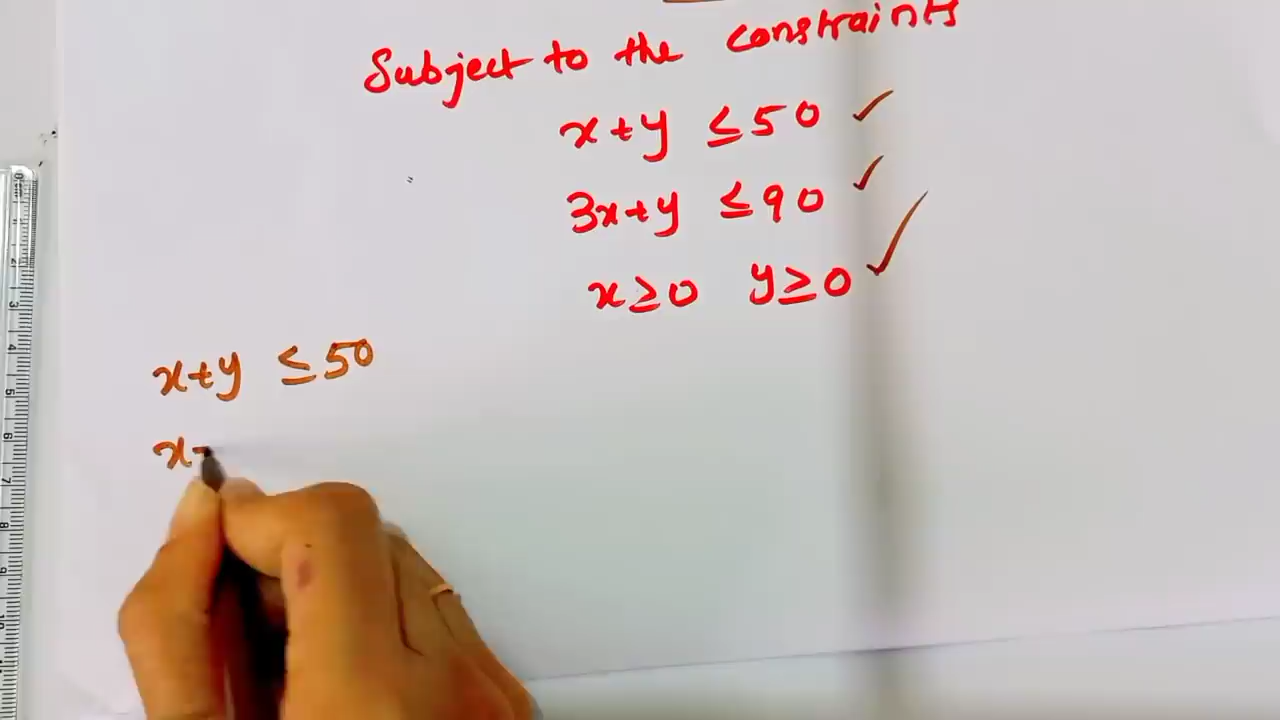 Subject to the constraints
x+y ≤ 50 ✓
3x+y ≤ 90 ✓
x ≥ 0 y ≥ 0 ✓
x+y ≤ 50
x